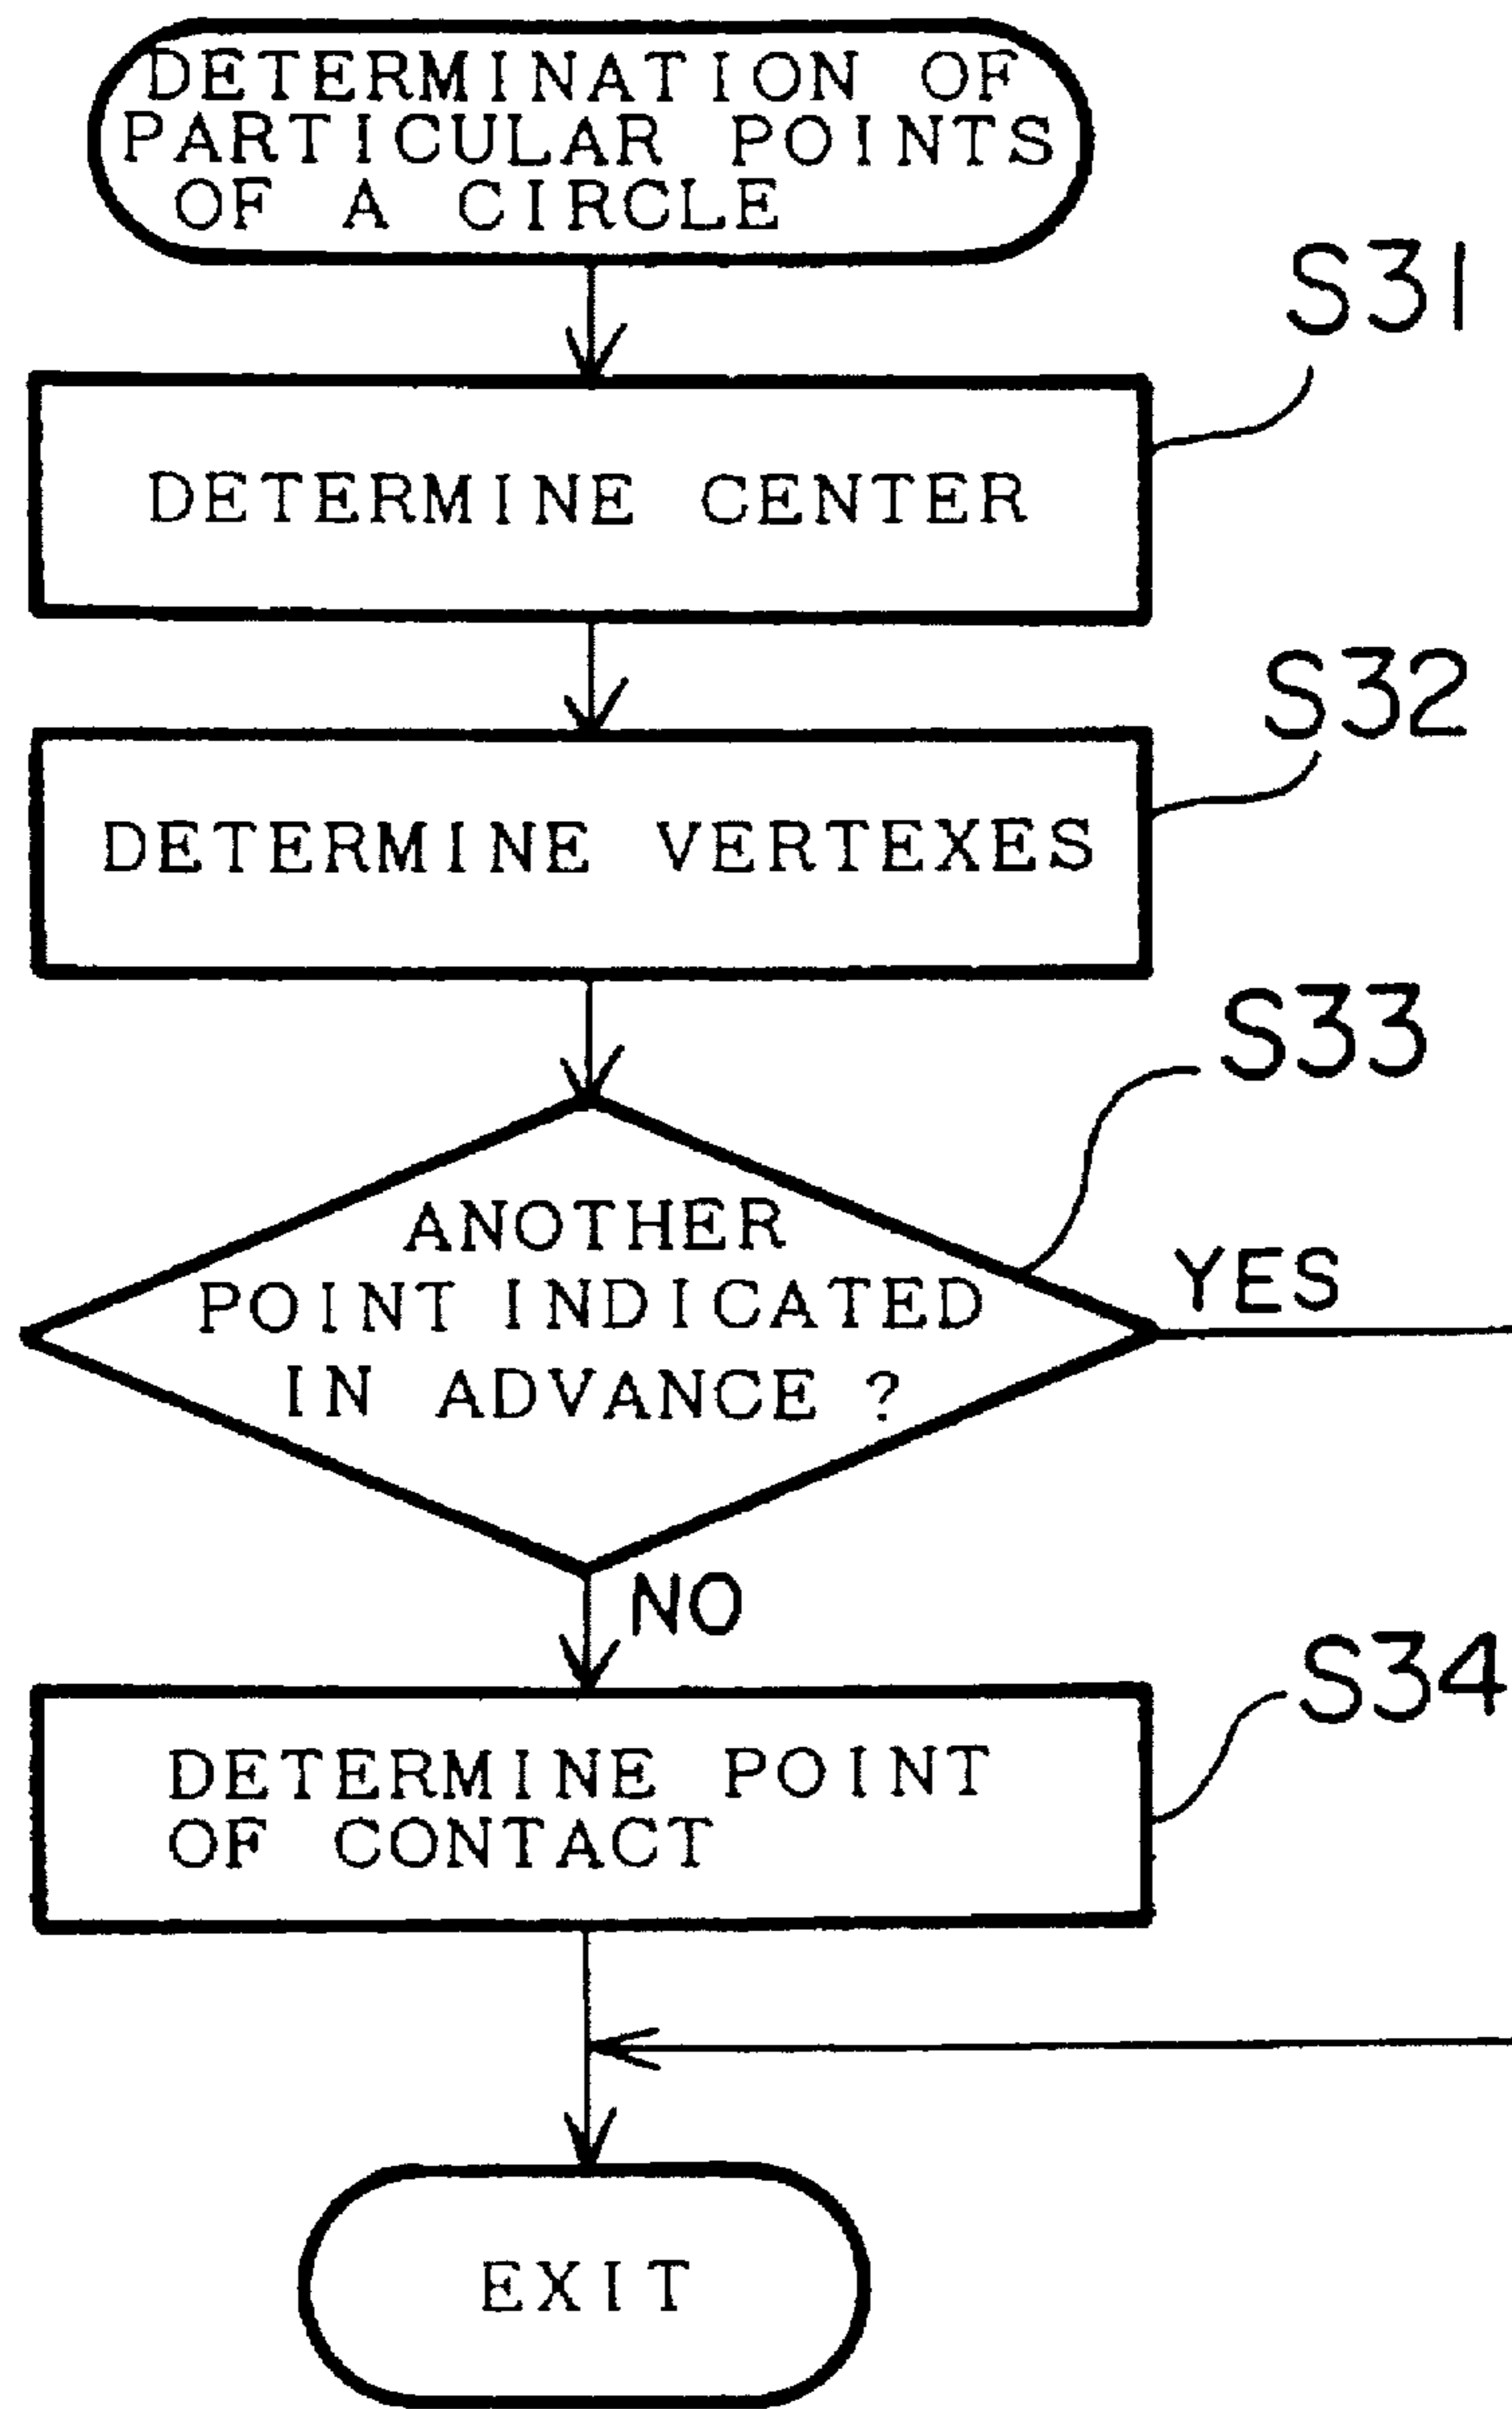 DETERMINATION OF
PARTICULAR POINTS
OF A CIRCLE
S31
DETERMINE CENTER
S32
DETERMINE VERTEXES
S33
ANOTHER
POINT INDICATED
IN ADVANCE ?
YES
NO
S34
DETERMINE POINT
OF CONTACT
EXIT